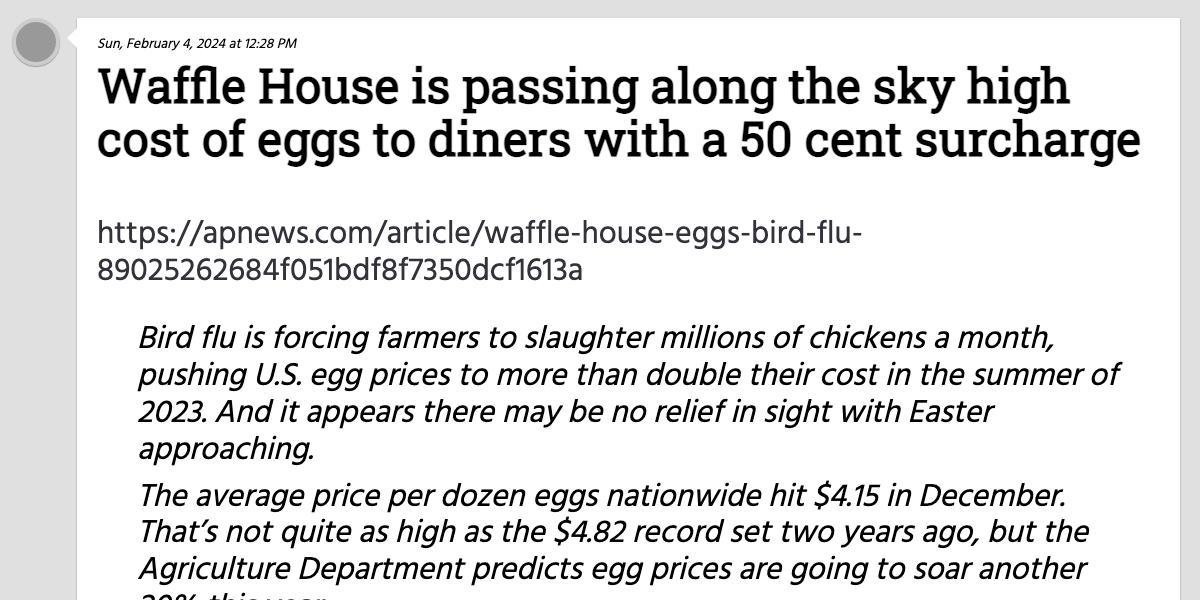 Sun, February 4, 2024 at 12:28 PM
Waffle House is passing along the sky high
cost of eggs to diners with a 50 cent surcharge
https://apnews.com/article/waffle-house-eggs-bird-flu-
89025262684f051bdf8f7350dcf1613a
Bird flu is forcing farmers to slaughter millions of chickens a month,
pushing U.S. egg prices to more than double their cost in the summer of
2023. And it appears there may be no relief in sight with Easter
approaching.
The average price per dozen eggs nationwide hit $4.15 in December.
That’s not quite as high as the $4.82 record set two years ago, but the
Agriculture Department predicts egg prices are going to soar another
20% this year.